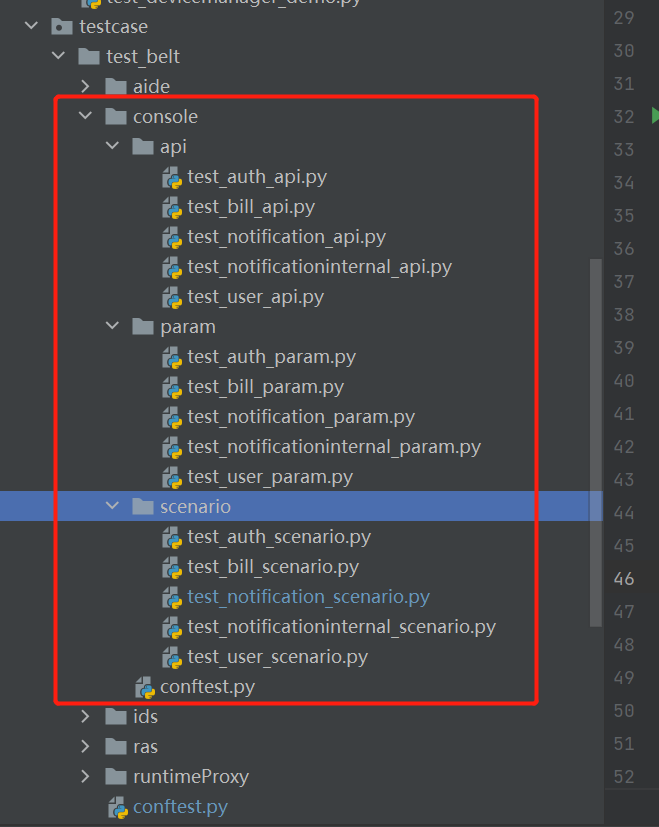 test_devicemanager_demo.py
29
testcase
30
test_belt
31
aide
32
console
33
api
34
test_auth_api.py
35
test_bill_api.py
36
test_notification_api.py
37
test_notificationinternal_api.py
38
test_user_api.py
39
param
40
test_auth_param.py
41
test_bill_param.py
42
test_notification_param.py
43
test_notificationinternal_param.py
44
test_user_param.py
45
scenario
46
test_auth_scenario.py
47
test_bill_scenario.py
48
test_notification_scenario.py
49
test_notificationinternal_scenario.py
50
test_user_scenario.py
51
conftest.py
52
ids
ras
runtimeProxy
conftest.py